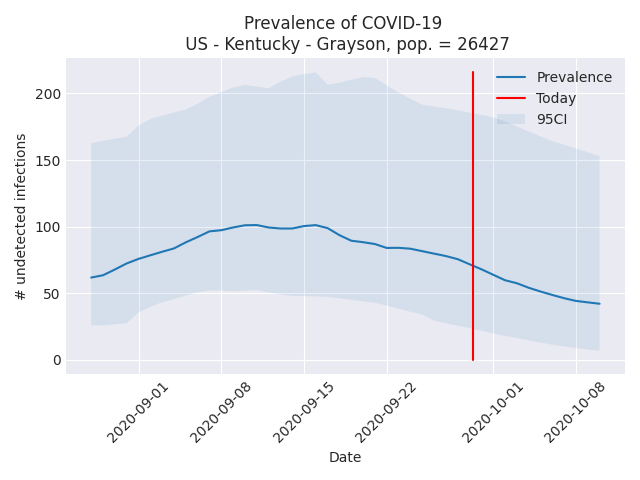 Prevalence of COVID-19
US - Kentucky - Grayson, pop. = 26427
Prevalence
Today
95CI
# undetected infections
200
150
100
50
0
2020-09-01
2020-09-08
2020-09-15
2020-09-22
2020-10-01
2020-10-08
Date